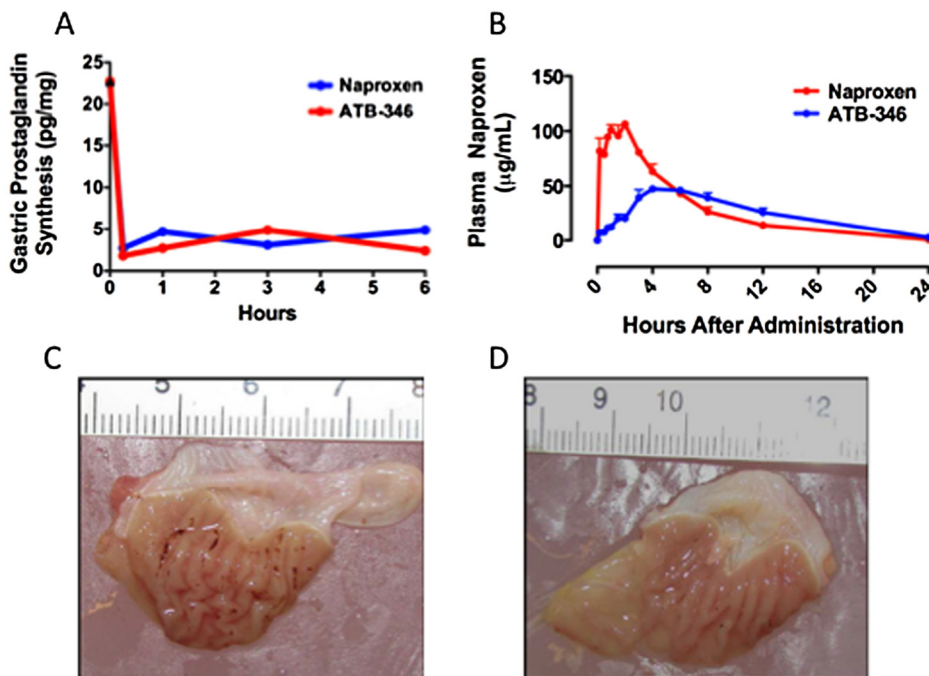 A
Gastric Prostaglandin
Synthesis (pg/mg)
25
20
15
10
5
0
0 1 2 3 4 5 6
Hours
Naproxen
ATB-346
B
Plasma Naproxen
(μg/mL)
150
100
50
0
0 4 8 12 16 20 24
Hours After Administration
Naproxen
ATB-346
C
5 6 7 8
D
8 9 10 12